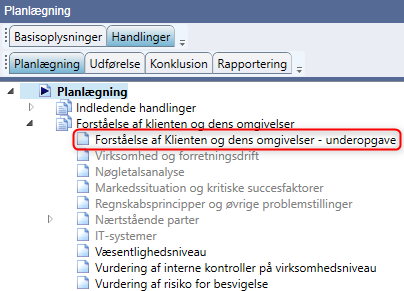 Planlægning
Basisoplysninger Handlinger
Planlægning Udførelse Konklusion Rapportering
Planlægning
Indledende handlinger
Forståelse af klienten og dens omgivelser
Forståelse af Klienten og dens omgivelser - underopgave
Virksomhed og forretningsdrift
Nøgletalsanalyse
Markedssituation og kritiske succesfaktorer
Regnskabsprincipper og øvrige problemstillinger
Nærtstående parter
IT-systemer
Væsentlighedsniveau
Vurdering af interne kontroller på virksomhedsniveau
Vurdering af risiko for besvigelse